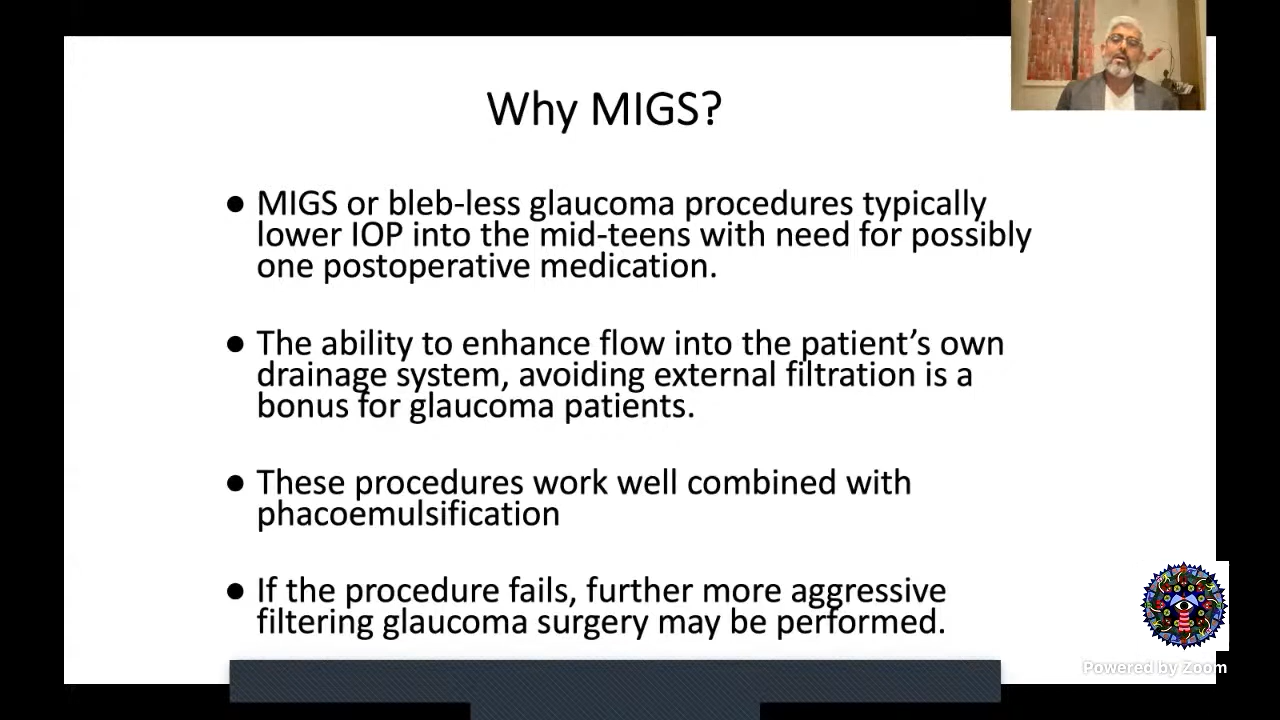 Why MIGS?
● MIGS or bleb-less glaucoma procedures typically
lower IOP into the mid-teens with need for possibly
one postoperative medication.
● The ability to enhance flow into the patient’s own
drainage system, avoiding external filtration is a
bonus for glaucoma patients.
● These procedures work well combined with
phacoemulsification
● If the procedure fails, further more aggressive
filtering glaucoma surgery may be performed.
Powered by Zoom